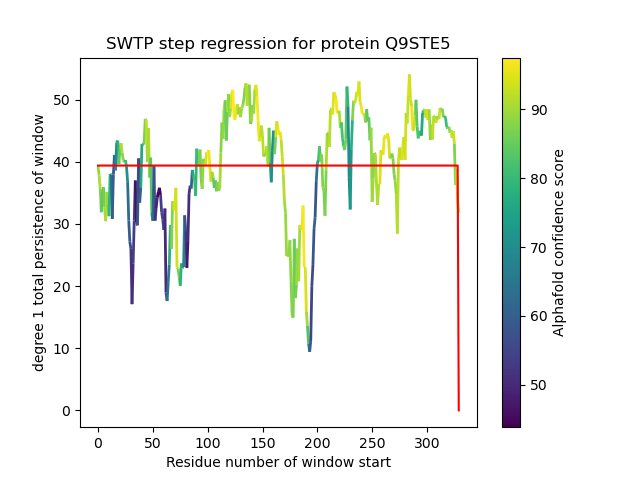 SWTP step regression for protein Q9STE5
degree 1 total persistence of window
50
40
30
20
10
0
0 50 100 150 200 250 300
Residue number of window start
90
80
70
60
50
Alphafold confidence score